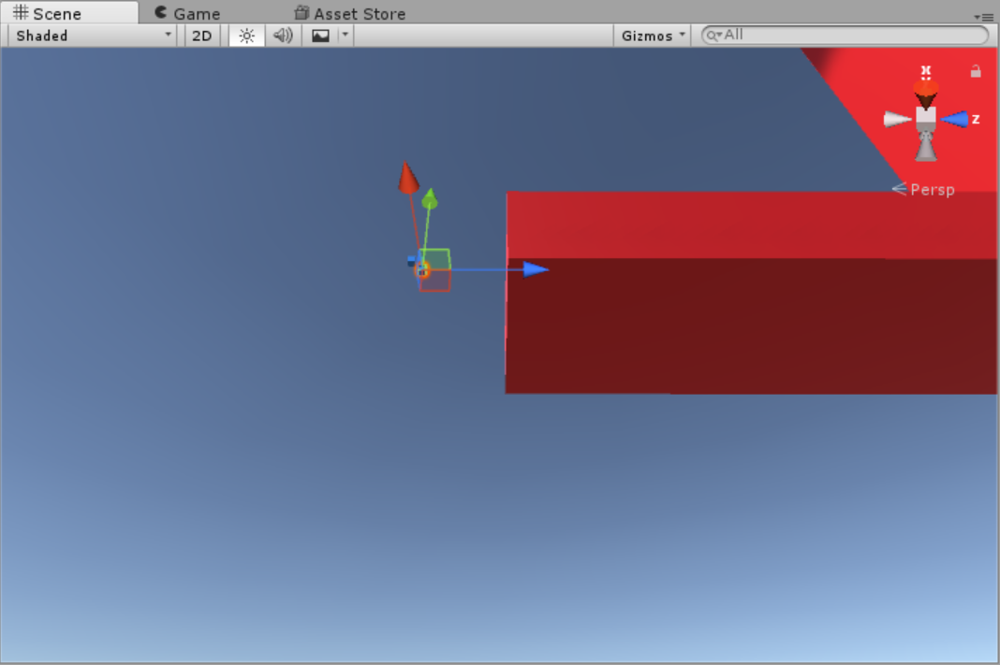 Scene Game Asset Store
Shaded 2D Gizmos All
x
z
Persp